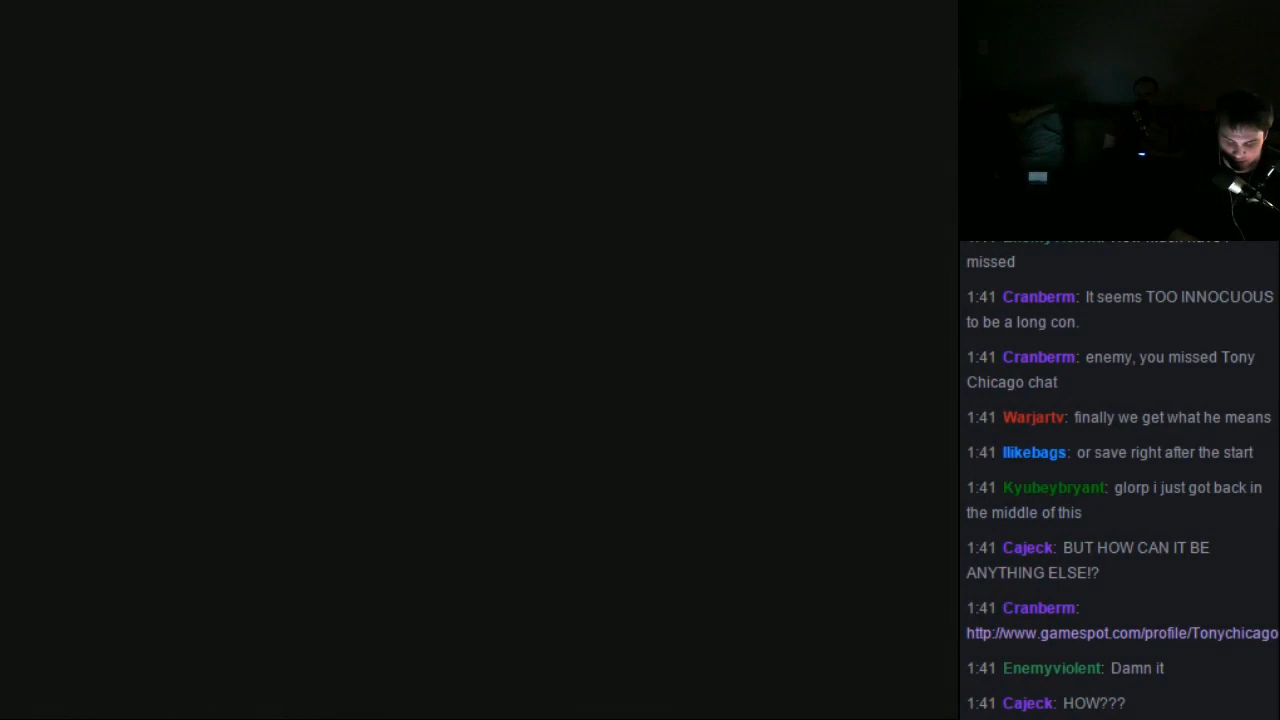 missed
1:41 Cranberm: It seems TOO INNOCUOUS
to be a long con.
1:41 Cranberm: enemy, you missed Tony
Chicago chat
1:41 Warjartv: finally we get what he means
1:41 Ilikebags: or save right after the start
1:41 Kyubeybryant: glorp i just got back in
the middle of this
1:41 Cajeck: BUT HOW CAN IT BE
ANYTHING ELSE!?
1:41 Cranberm:
http://www.gamespot.com/profile/Tonychicago
1:41 Enemyviolent: Damn it
1:41 Cajeck: HOW???